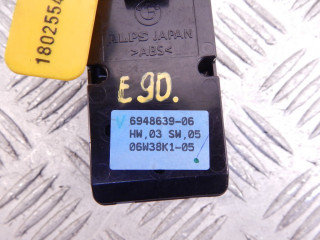 1802554
ALPS JAPAN
>ABS<
E90.
6948639-06
HW,03 SW,05
06W38K1-05